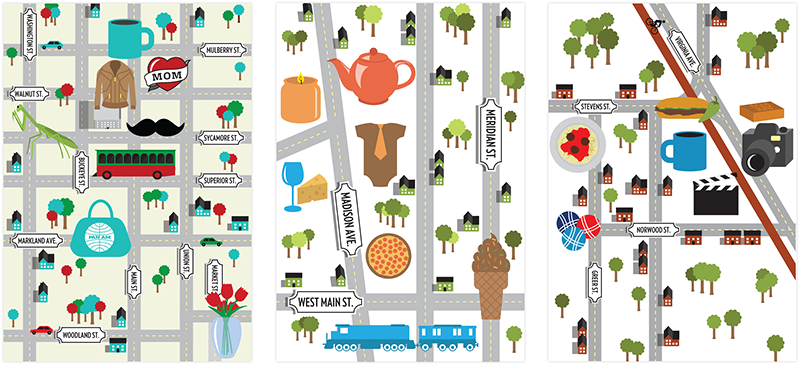 WASHINGTON ST.
MULBERRY ST.
MOM
WALNUT ST.
SYCAMORE ST.
BUCKEYE ST.
SUPERIOR ST.
PAN AM
MARKLAND AVE.
MAIN ST.
UNION ST.
MARKET ST.
WOODLAND ST.
MERIDIAN ST.
MADISON AVE.
WEST MAIN ST.
VIRGINIA AVE.
STEVENS ST.
NORWOOD ST.
GREER ST.